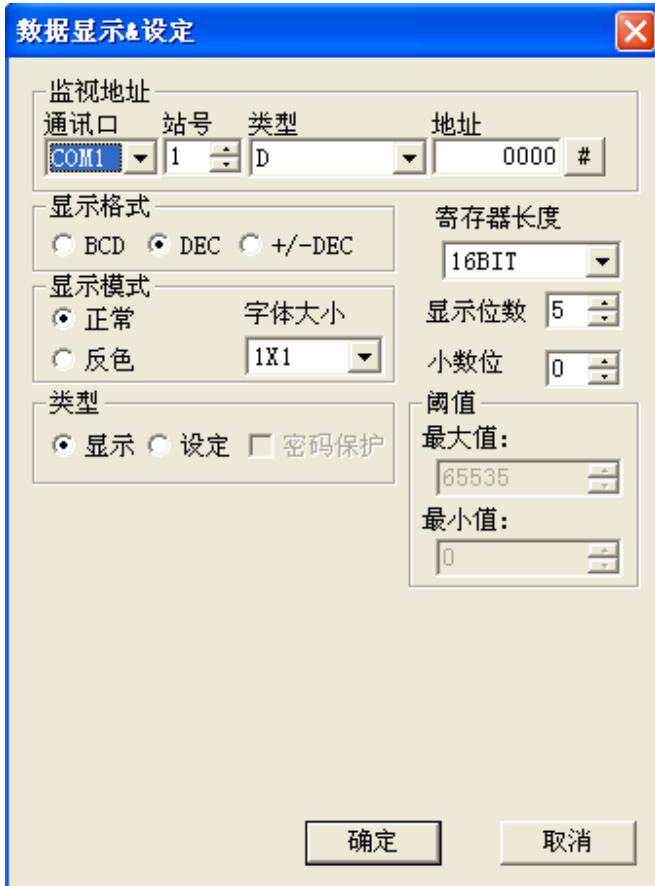 数据显示&设定
监视地址
通讯口 站号 类型 地址
COM1 1 D 0000 #
显示格式
BCD DEC +/-DEC
寄存器长度
16BIT
显示模式
正常 字体大小
反色 1X1
显示位数 5
小数位 0
类型
显示 设定 密码保护
阈值
最大值:
65535
最小值:
0
确定 取消